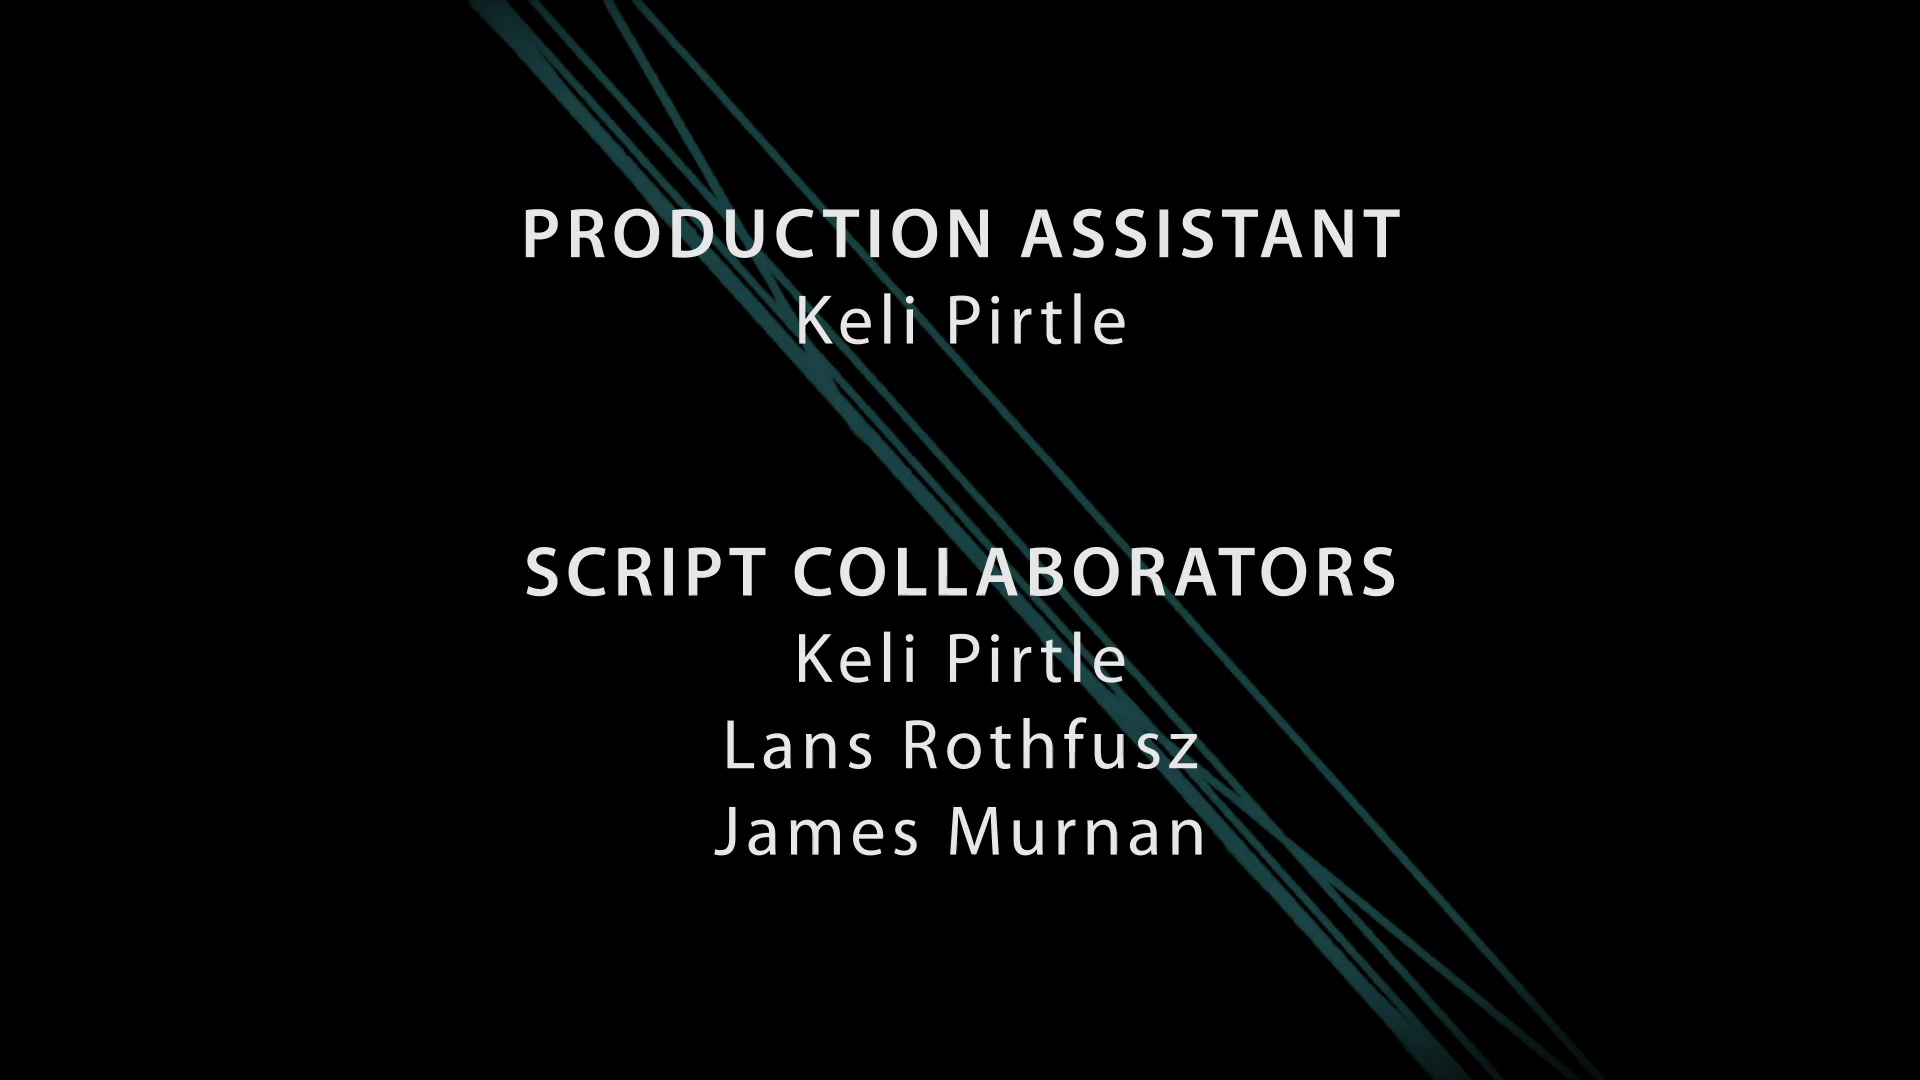 PRODUCTION ASSISTANT
Keli Pirtle
SCRIPT COLLABORATORS
Keli Pirtle
Lans Rothfusz
James Murnan